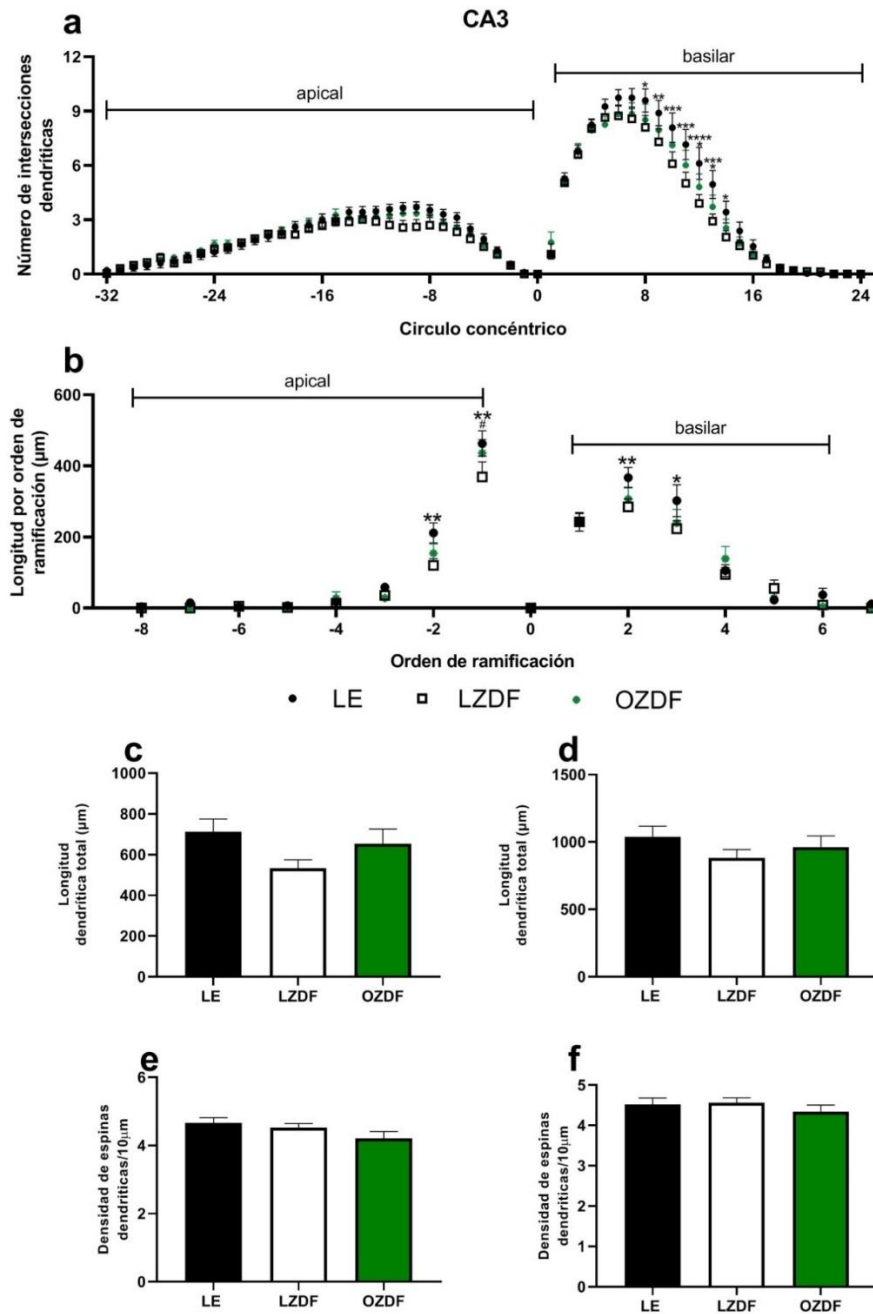 CA3
a
Número de intersecciones
dendríticas
12
9
6
3
0
apical
basilar
*
**
***
***
****
*
***
*
*
-32
-24
-16
-8
0
8
16
24
Circulo concéntrico
b
Longitud por orden de
ramificación (µm)
600
400
200
0
apical
basilar
**
**
#
**
*
-8
-6
-4
-2
0
2
4
6
Orden de ramificación
LE
LZDF
OZDF
c
Longitud
dendrítica total (µm)
1000
800
600
400
200
0
LE
LZDF
OZDF
d
Longitud
dendrítica total (µm)
1500
1000
500
0
LE
LZDF
OZDF
e
Densidad de espinas
dendríticas/10µm
6
4
2
0
LE
LZDF
OZDF
f
Densidad de espinas
dendríticas/10µm
5
4
3
2
1
0
LE
LZDF
OZDF